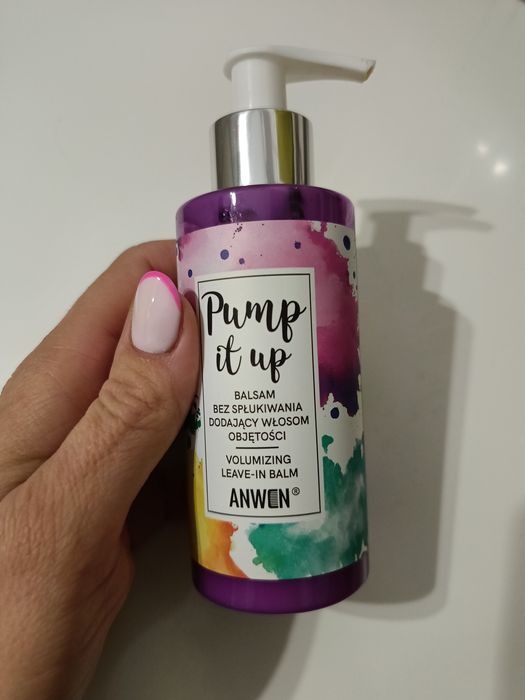 Pump
it up
BALSAM
BEZ SPŁUKIWANIA
DODAJĄCY WŁOSOM
OBJĘTOŚCI
VOLUMIZING
LEAVE-IN BALM
ANWEN®